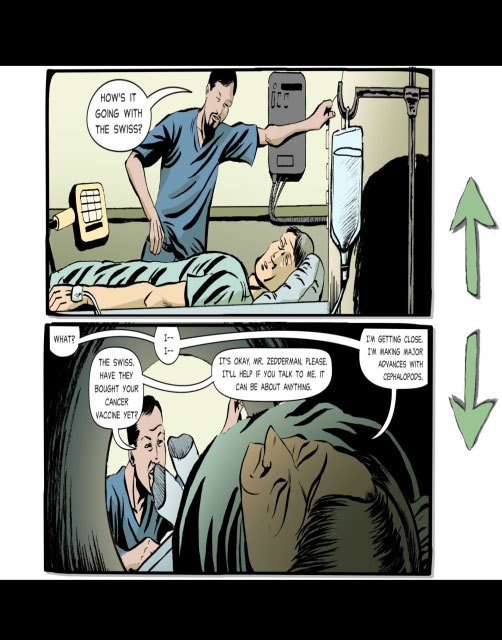 HOW'S IT
GOING WITH
THE SWISS?
WHAT?
THE SWISS.
HAVE THEY
BOUGHT YOUR
CANCER
VACCINE YET?
I--
I--
IT'S OKAY, MR. ZEDDERMAN, PLEASE.
IT'LL HELP IF YOU TALK TO ME. IT
CAN BE ABOUT ANYTHING.
I'M GETTING CLOSE.
I'M MAKING MAJOR
ADVANCES WITH
CEPHALOPODS.